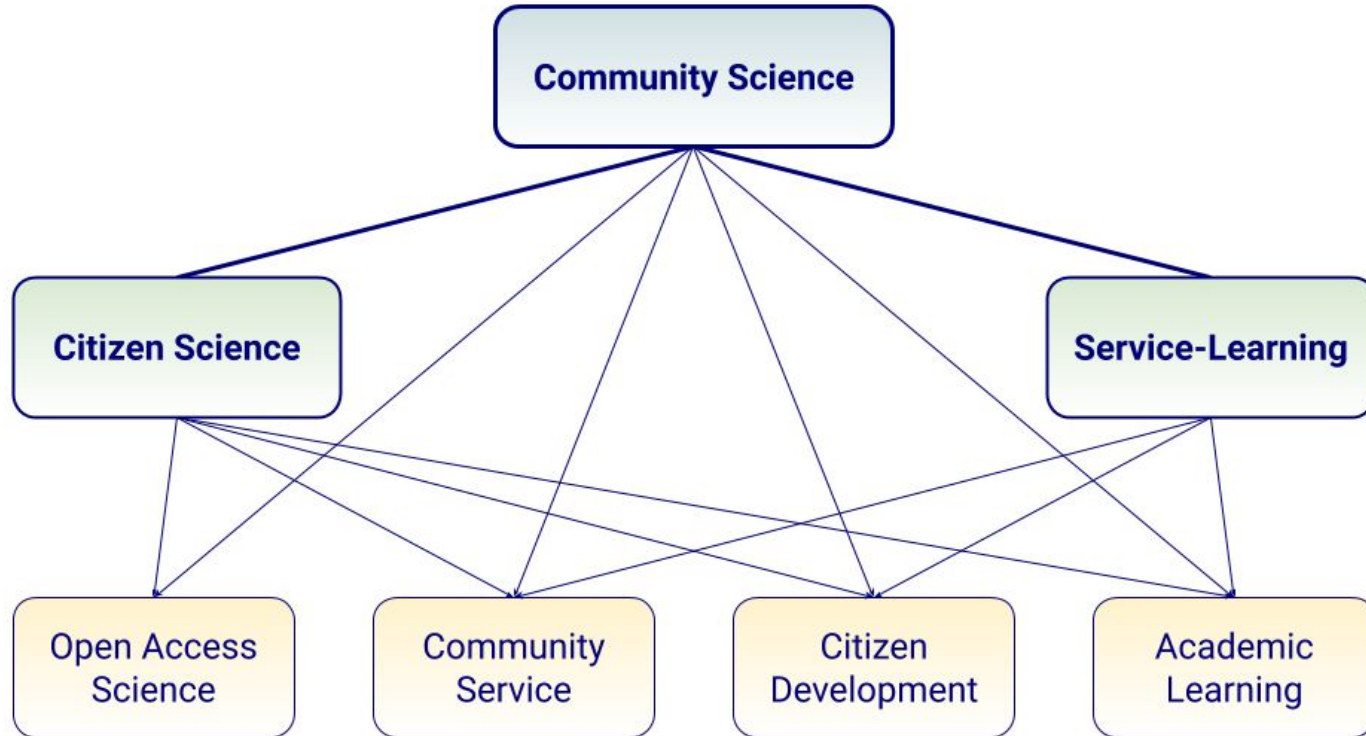 Community Science
Citizen Science
Service-Learning
Open Access
Science
Community
Service
Citizen
Development
Academic
Learning